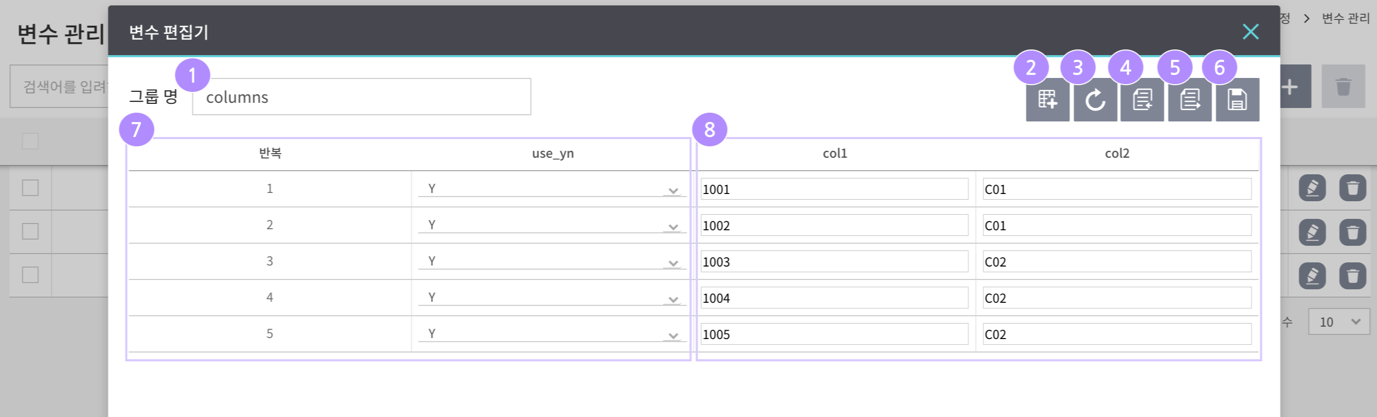 변수 관리
변수 편집기
정 > 변수 관리
검색어를 입려
1 2 3 4 5 6
그룹 명 columns
7 8
반복 use_yn col1 col2
1 Y 1001 C01
2 Y 1002 C01
3 Y 1003 C02
4 Y 1004 C02
5 Y 1005 C02
수 10